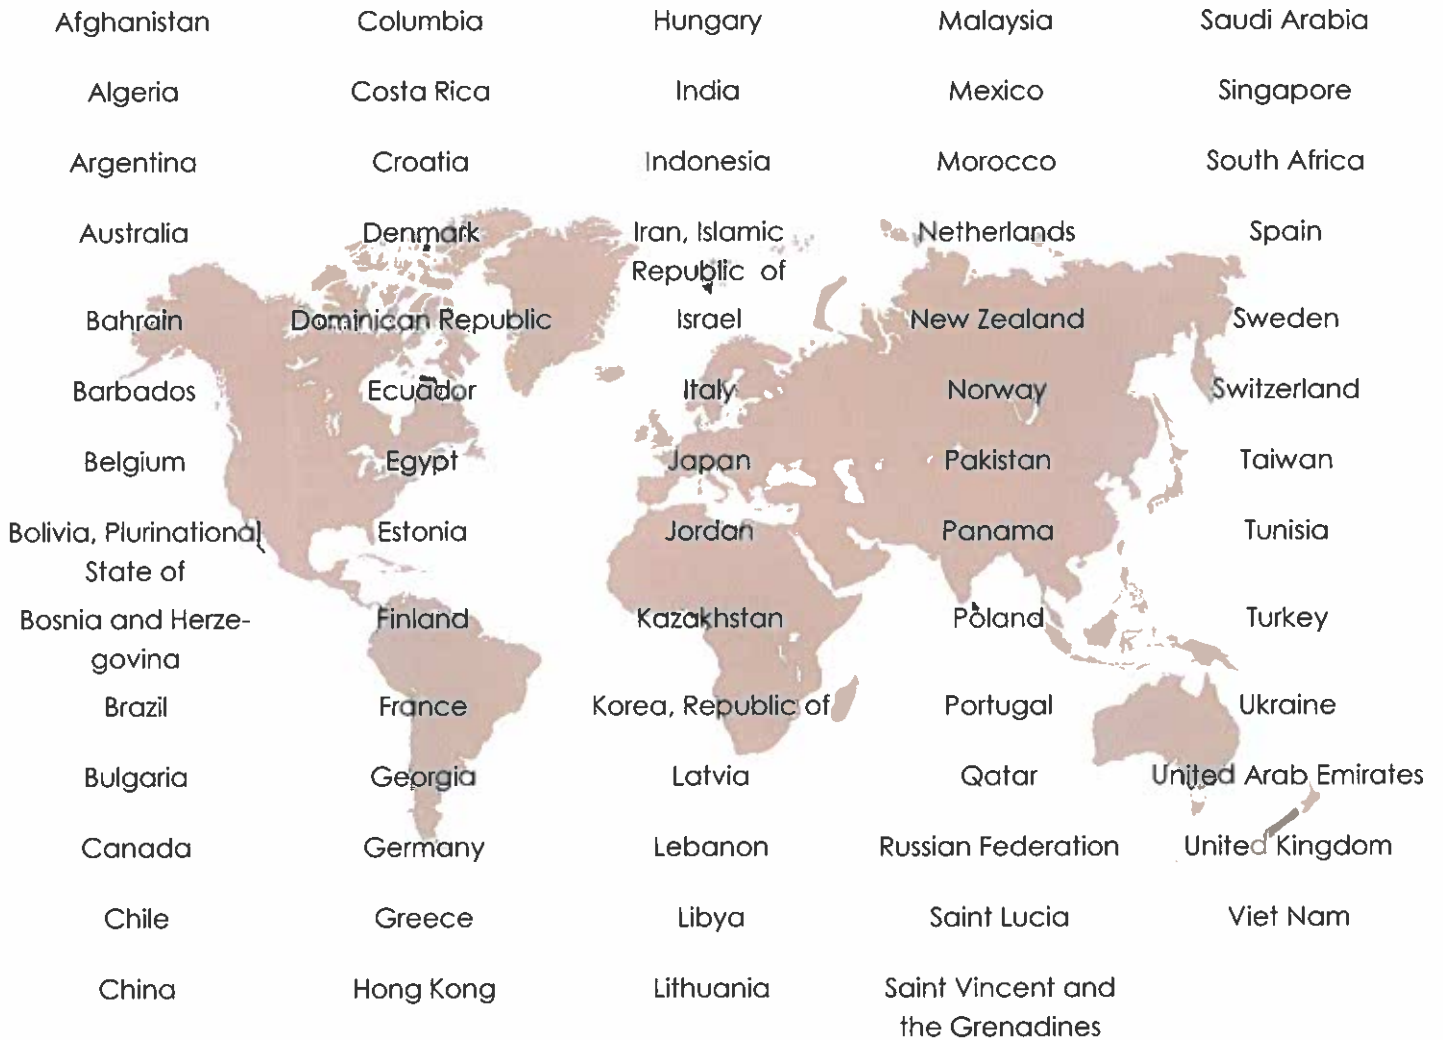 Afghanistan
Columbia
Hungary
Malaysia
Saudi Arabia
Algeria
Costa Rica
India
Mexico
Singapore
Argentina
Croatia
Indonesia
Morocco
South Africa
Australia
Denmark
Iran, Islamic
Republic of
Netherlands
Spain
Bahrain
Dominican Republic
Israel
New Zealand
Sweden
Barbados
Ecuador
Italy
Norway
Switzerland
Belgium
Egypt
Japan
Pakistan
Taiwan
Bolivia, Plurinational
State of
Estonia
Jordan
Panama
Tunisia
Bosnia and Herze-
govina
Finland
Kazakhstan
Poland
Turkey
Brazil
France
Korea, Republic of
Portugal
Ukraine
Bulgaria
Georgia
Latvia
Qatar
United Arab Emirates
Canada
Germany
Lebanon
Russian Federation
United Kingdom
Chile
Greece
Libya
Saint Lucia
Viet Nam
China
Hong Kong
Lithuania
Saint Vincent and
the Grenadines